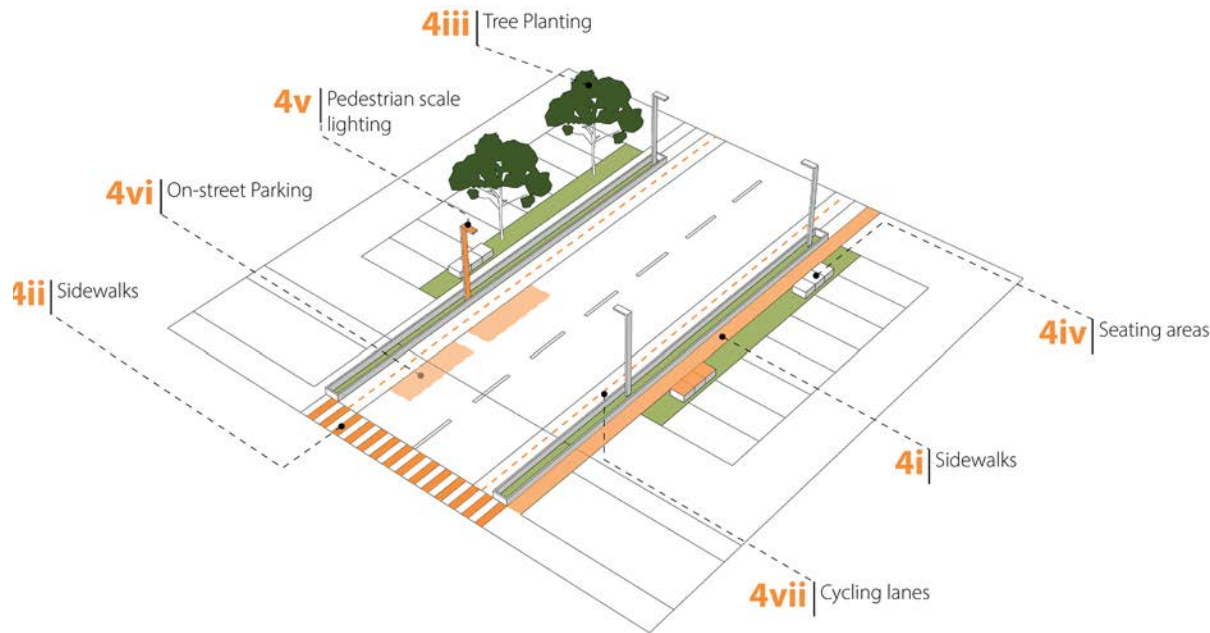 4iii Tree Planting
4v Pedestrian scale
lighting
4vi On-street Parking
4ii Sidewalks
4iv Seating areas
4i Sidewalks
4vii Cycling lanes